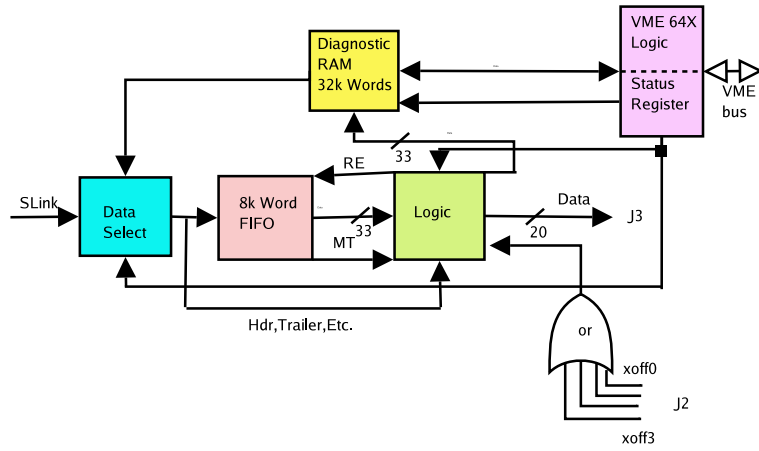 Diagnostic
RAM
32k Words
VME 64X
Logic
Status
Register
VME
bus
33
RE
SLink
Data
Select
8k Word
FIFO
33
MT
Logic
Data
20
J3
Hdr,Trailer,Etc.
or
xoff0
J2
xoff3